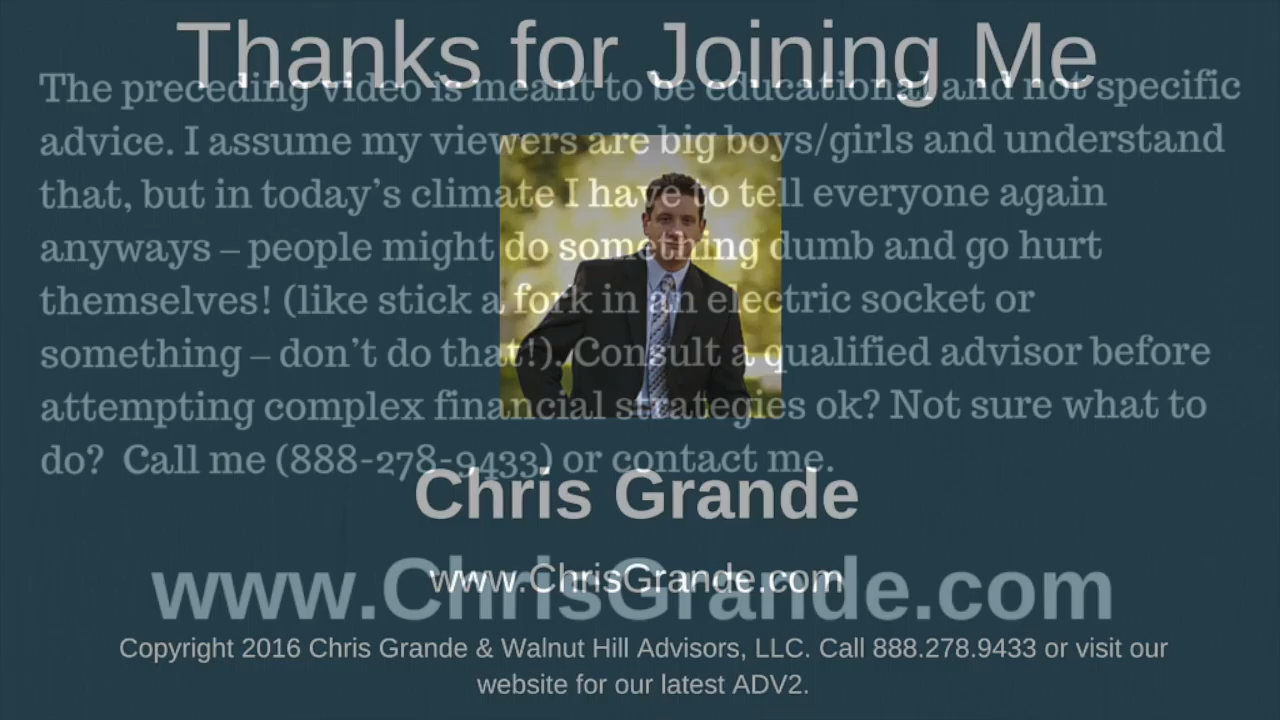 Thanks for Joining Me
The preceding video is meant to be educational and not specific
advice. I assume my viewers are big boys/girls and understand
that, but in today’s climate I have to tell everyone again
anyways – people might do something dumb and go hurt
themselves! (like stick a fork in an electric socket or
something – don’t do that!). Consult a qualified advisor before
attempting complex financial strategies ok? Not sure what to
do?  Call me (888-278-9433) or contact me.
Chris Grande
www.ChrisGrande.com
www.ChrisGrande.com
Copyright 2016 Chris Grande & Walnut Hill Advisors, LLC. Call 888.278.9433 or visit our
website for our latest ADV2.